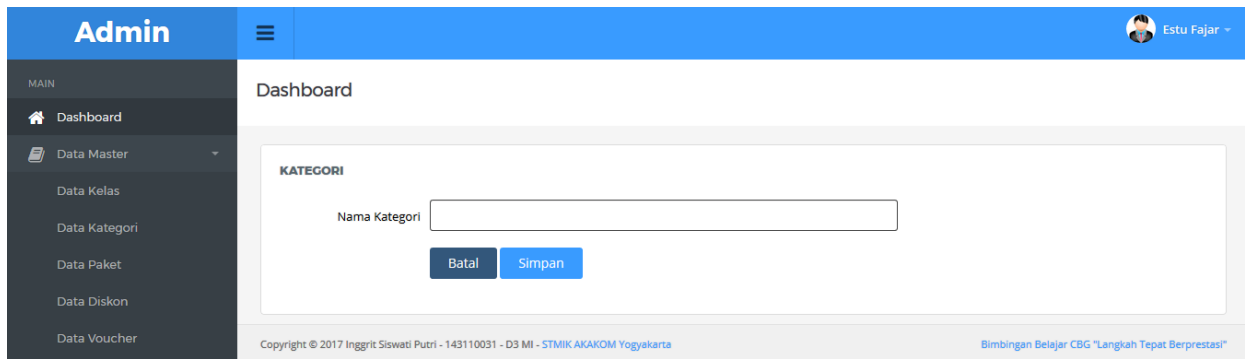 Admin
Estu Fajar
MAIN
Dashboard
Dashboard
Data Master
Data Kelas
Data Kategori
Data Paket
Data Diskon
Data Voucher
KATEGORI
Nama Kategori
Batal Simpan
Copyright © 2017 Inggrit Siswati Putri - 143110031 - D3 MI - STMIK AKAKOM Yogyakarta
Bimbingan Belajar CBG "Langkah Tepat Berprestasi"